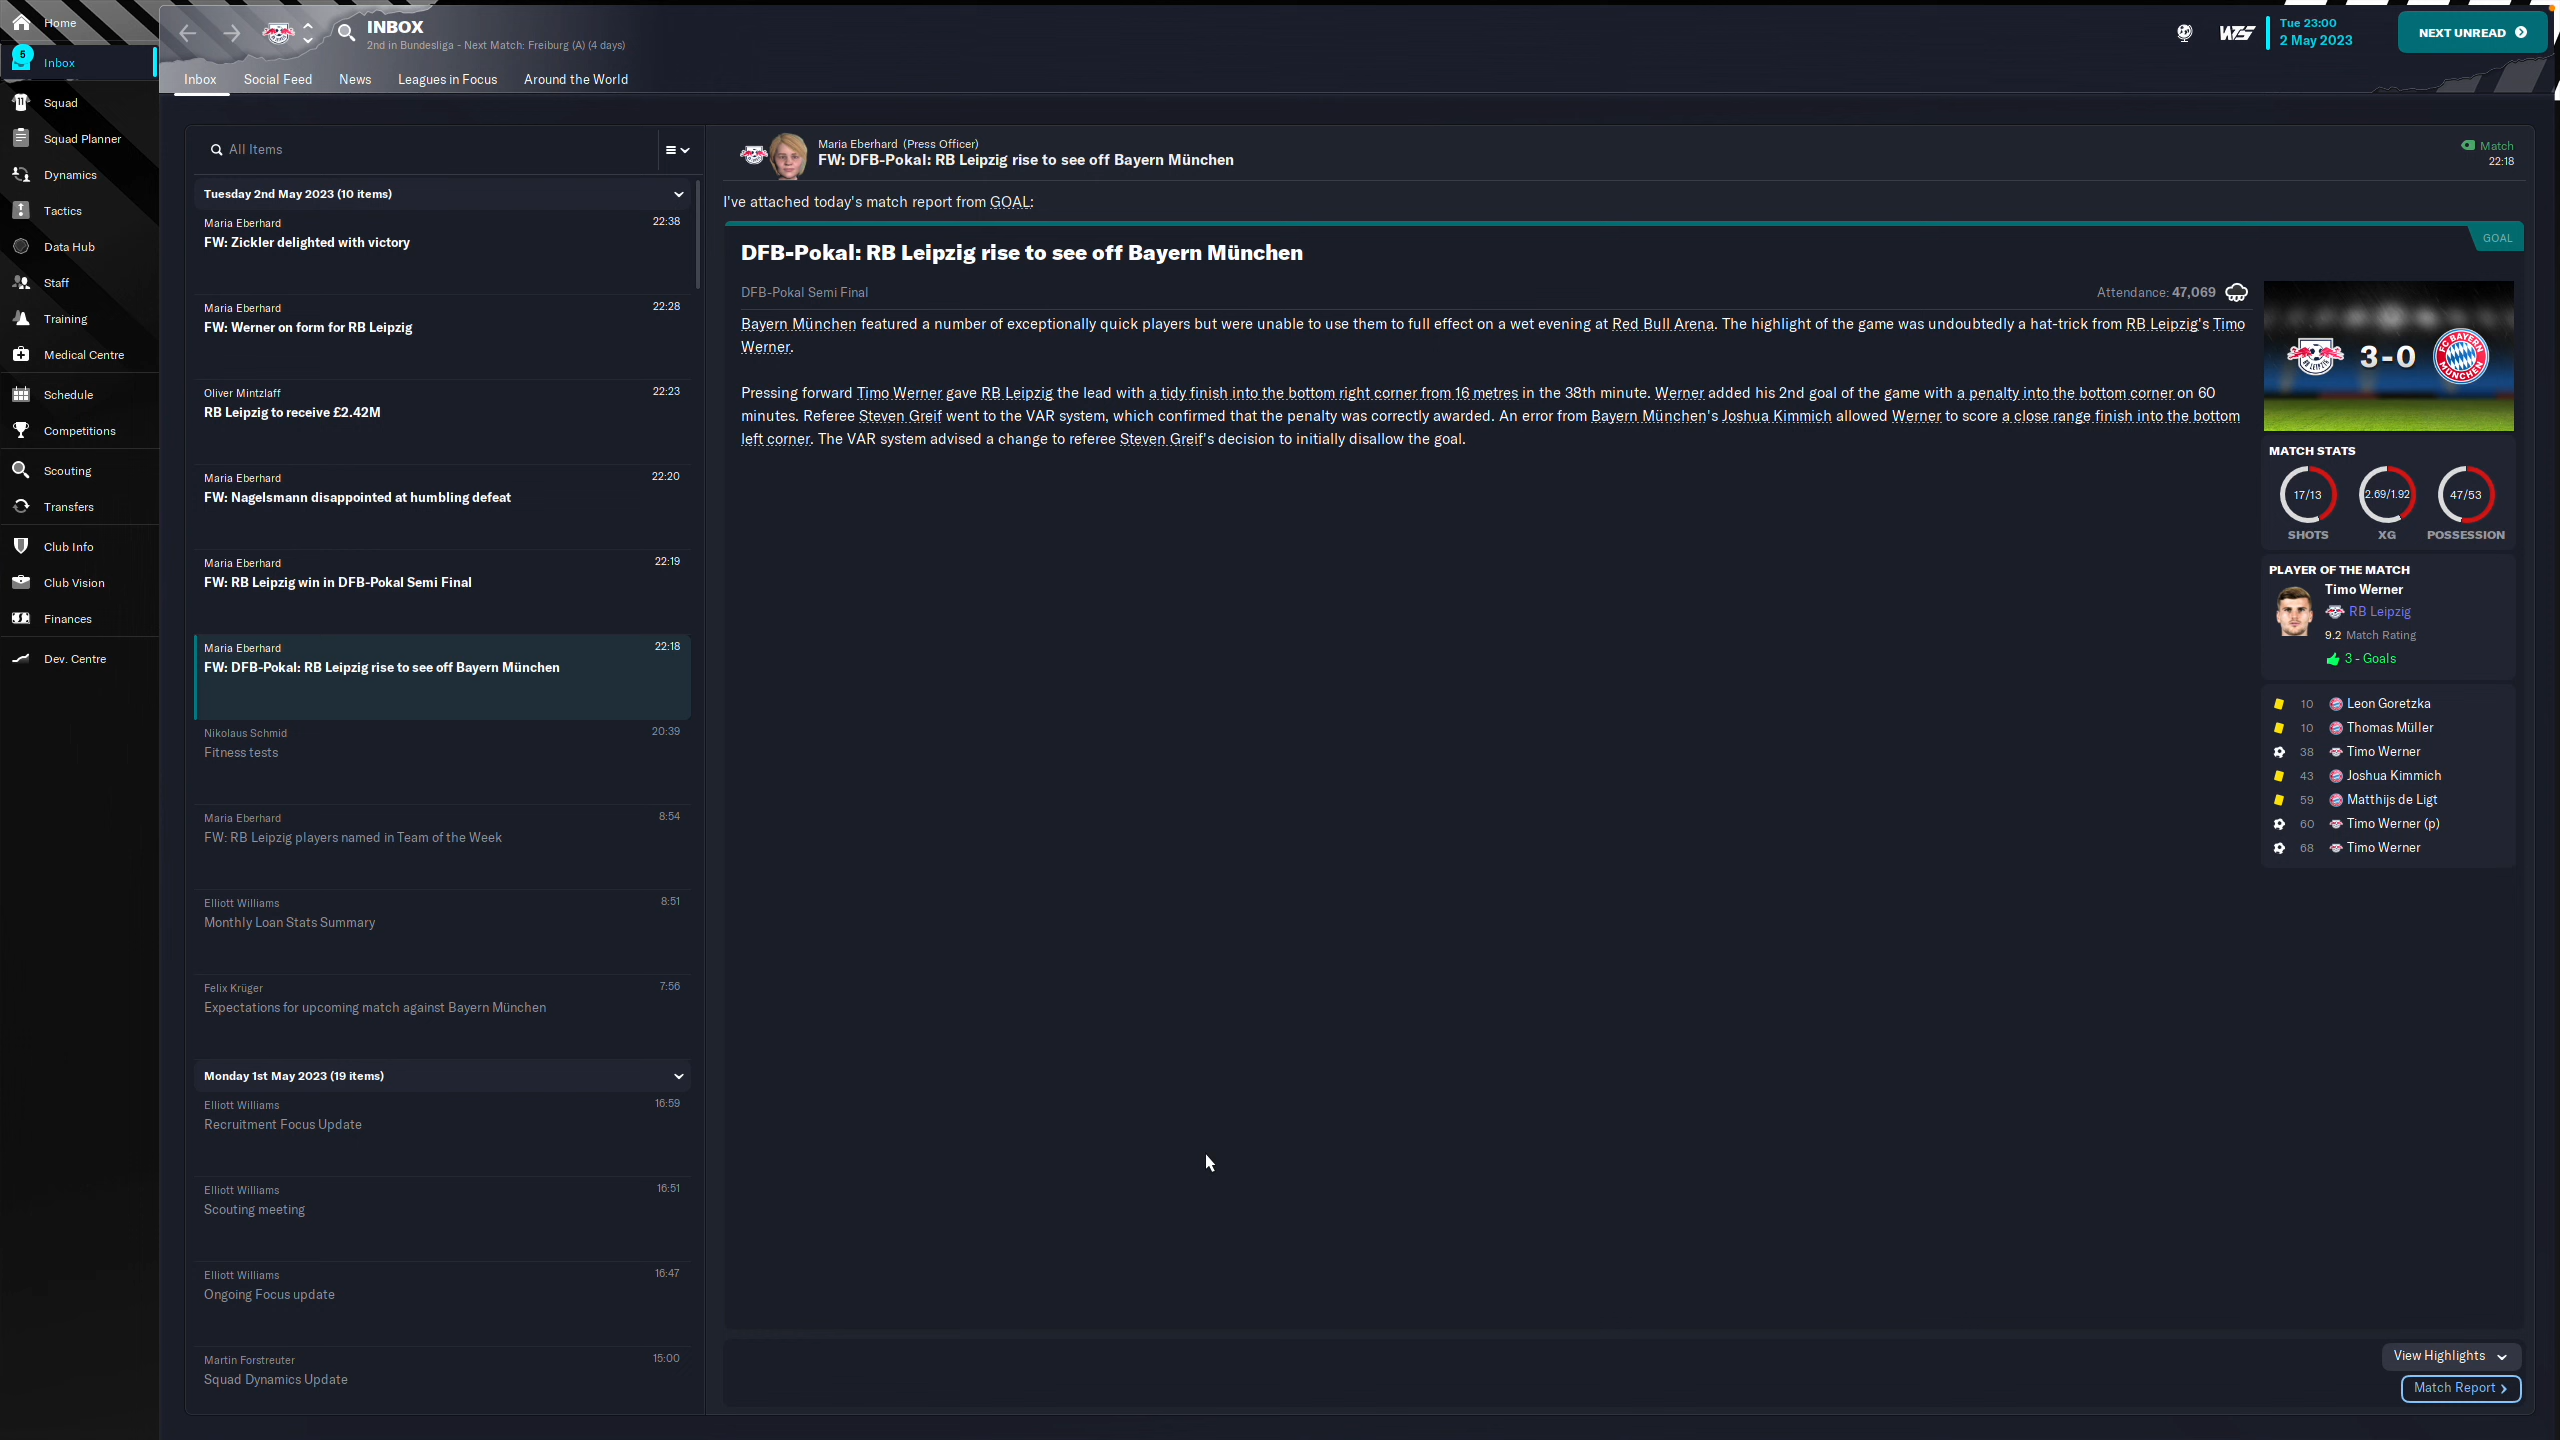 Home
5
Inbox
Squad
Squad Planner
Dynamics
Tactics
Data Hub
Staff
Training
Medical Centre
Schedule
Competitions
Scouting
Transfers
Club Info
Club Vision
Finances
Dev. Centre
INBOX
2nd in Bundesliga - Next Match: Freiburg (A) (4 days)
Inbox Social Feed News Leagues in Focus Around the World
Tue 23:00
2 May 2023
NEXT UNREAD
All Items
Tuesday 2nd May 2023 (10 items)
Maria Eberhard 22:38
FW: Zickler delighted with victory
Maria Eberhard 22:28
FW: Werner on form for RB Leipzig
Oliver Mintzlaff 22:23
RB Leipzig to receive £2.42M
Maria Eberhard 22:20
FW: Nagelsmann disappointed at humbling defeat
Maria Eberhard 22:19
FW: RB Leipzig win in DFB-Pokal Semi Final
Maria Eberhard 22:18
FW: DFB-Pokal: RB Leipzig rise to see off Bayern München
Nikolaus Schmid 20:39
Fitness tests
Maria Eberhard 8:54
FW: RB Leipzig players named in Team of the Week
Elliott Williams 8:51
Monthly Loan Stats Summary
Felix Krüger 7:56
Expectations for upcoming match against Bayern München
Monday 1st May 2023 (19 items)
Elliott Williams 16:59
Recruitment Focus Update
Elliott Williams 16:51
Scouting meeting
Elliott Williams 16:47
Ongoing Focus update
Martin Forstreuter 15:00
Squad Dynamics Update
Maria Eberhard (Press Officer)
FW: DFB-Pokal: RB Leipzig rise to see off Bayern München
Match
22:18
I've attached today's match report from GOAL:
GOAL
DFB-Pokal: RB Leipzig rise to see off Bayern München
DFB-Pokal Semi Final Attendance: 47,069
Bayern München featured a number of exceptionally quick players but were unable to use them to full effect on a wet evening at Red Bull Arena. The highlight of the game was undoubtedly a hat-trick from RB Leipzig's Timo
Werner.
Pressing forward Timo Werner gave RB Leipzig the lead with a tidy finish into the bottom right corner from 16 metres in the 38th minute. Werner added his 2nd goal of the game with a penalty into the bottom corner on 60
minutes. Referee Steven Greif went to the VAR system, which confirmed that the penalty was correctly awarded. An error from Bayern München's Joshua Kimmich allowed Werner to score a close range finish into the bottom
left corner. The VAR system advised a change to referee Steven Greif's decision to initially disallow the goal.
3-0
FC BAYERN MÜNCHEN
MATCH STATS
17/13 2.69/1.92 47/53
SHOTS XG POSSESSION
PLAYER OF THE MATCH
Timo Werner
RB Leipzig
9.2 Match Rating
3 - Goals
10 Leon Goretzka
10 Thomas Müller
38 Timo Werner
43 Joshua Kimmich
59 Matthijs de Ligt
60 Timo Werner (p)
68 Timo Werner
View Highlights
Match Report